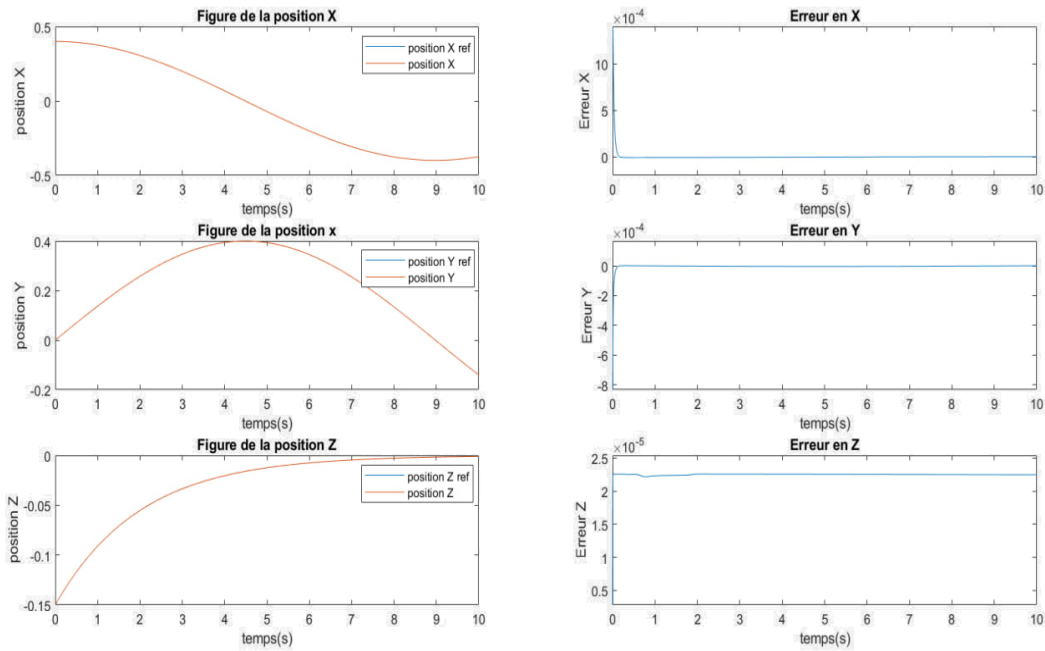 Figure de la position X
0.5
0
-0.5
position X
position X ref
position X
0 1 2 3 4 5 6 7 8 9 10
temps(s)
Erreur en X
×10-4
10
5
0
Erreur X
0 1 2 3 4 5 6 7 8 9 10
temps(s)
Figure de la position x
0.4
0.2
0
-0.2
position Y
position Y ref
position Y
0 1 2 3 4 5 6 7 8 9 10
temps(s)
Erreur en Y
×10-4
0
-2
-4
-6
-8
Erreur Y
0 1 2 3 4 5 6 7 8 9 10
temps(s)
Figure de la position Z
0
-0.05
-0.1
-0.15
position Z
position Z ref
position Z
0 1 2 3 4 5 6 7 8 9 10
temps(s)
Erreur en Z
×10-5
2.5
2
1.5
1
0.5
Erreur Z
0 1 2 3 4 5 6 7 8 9 10
temps(s)